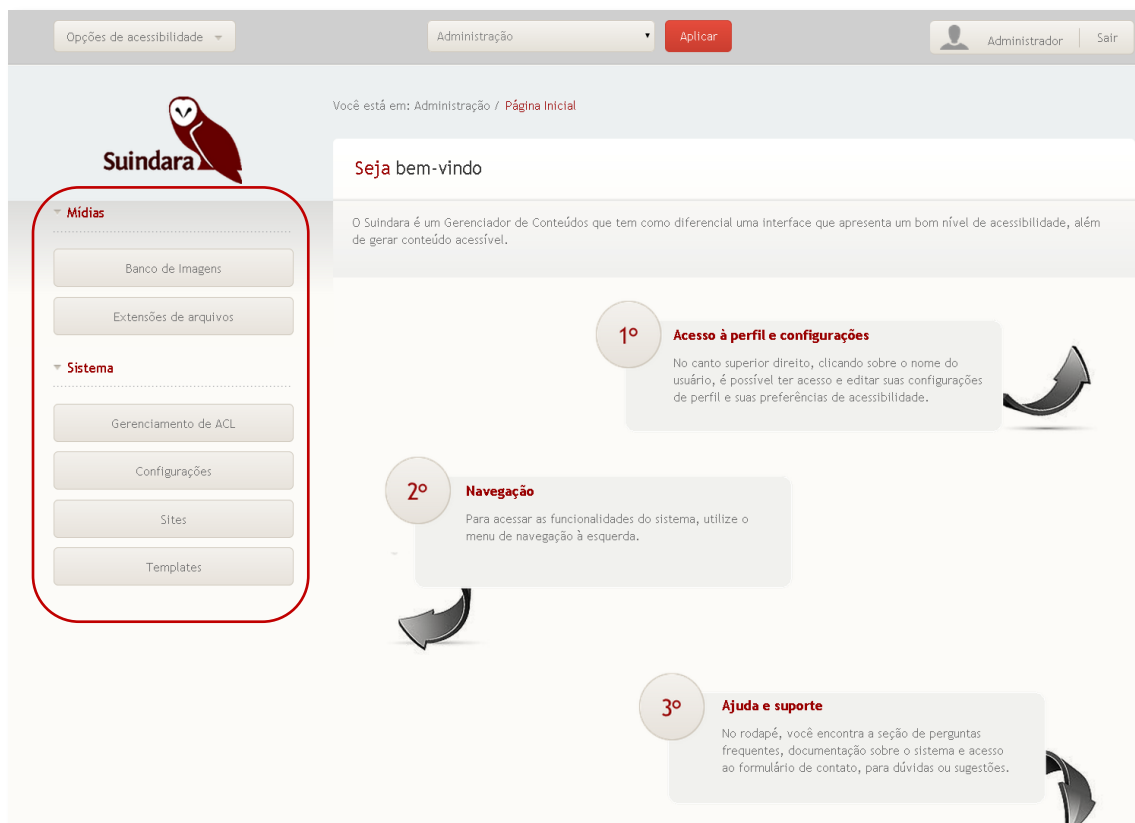 Opções de acessibilidade
Administração
Aplicar
Administrador
Sair
Suindara
Você está em: Administração / Página Inicial
Seja bem-vindo
O Suindara é um Gerenciador de Conteúdos que tem como diferencial uma interface que apresenta um bom nível de acessibilidade, além
de gerar conteúdo acessível.
Mídias
Banco de Imagens
Extensões de arquivos
Sistema
Gerenciamento de ACL
Configurações
Sites
Templates
1º
Acesso à perfil e configurações
No canto superior direito, clicando sobre o nome do
usuário, é possível ter acesso e editar suas configurações
de perfil e suas preferências de acessibilidade.
2º
Navegação
Para acessar as funcionalidades do sistema, utilize o
menu de navegação à esquerda.
3º
Ajuda e suporte
No rodapé, você encontra a seção de perguntas
frequentes, documentação sobre o sistema e acesso
ao formulário de contato, para dúvidas ou sugestões.